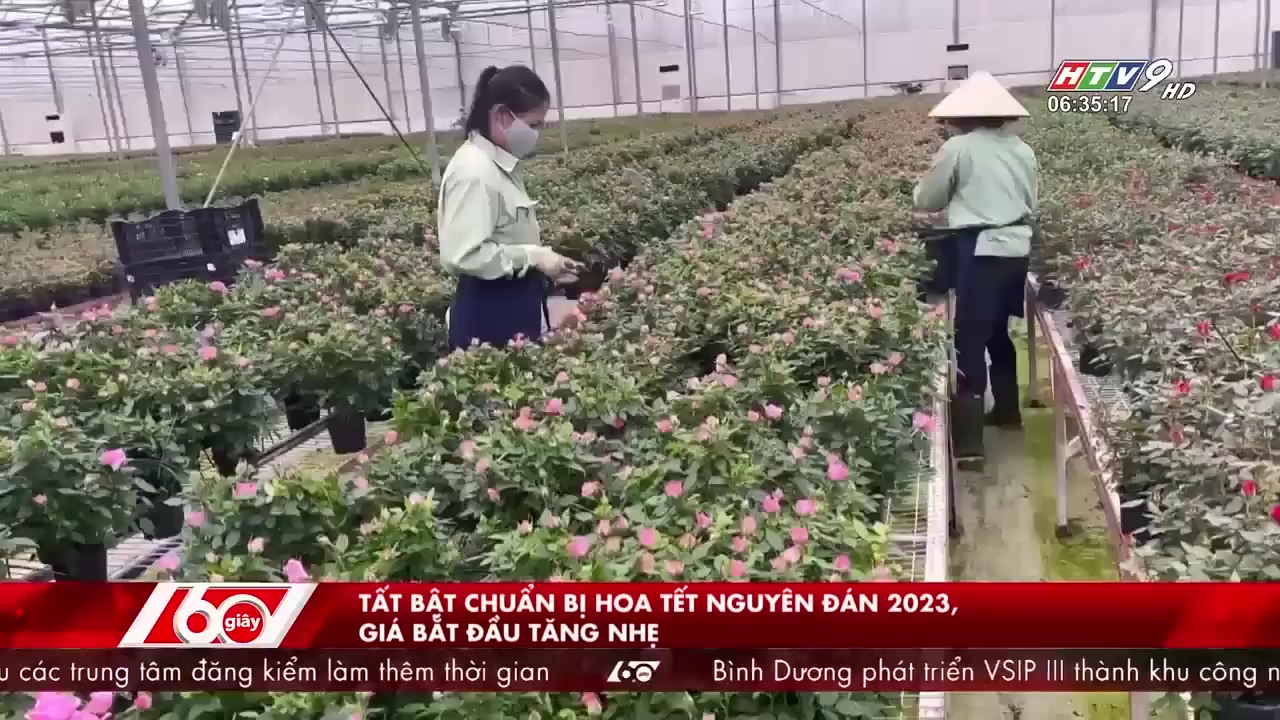 HTV9 HD
06:35:17
60 giây
TẤT BẬT CHUẨN BỊ HOA TẾT NGUYÊN ĐÁN 2023,
GIÁ BẮT ĐẦU TĂNG NHẸ
các trung tâm đăng kiểm làm thêm thời gian 60 giây Bình Dương phát triển VSIP III thành khu công